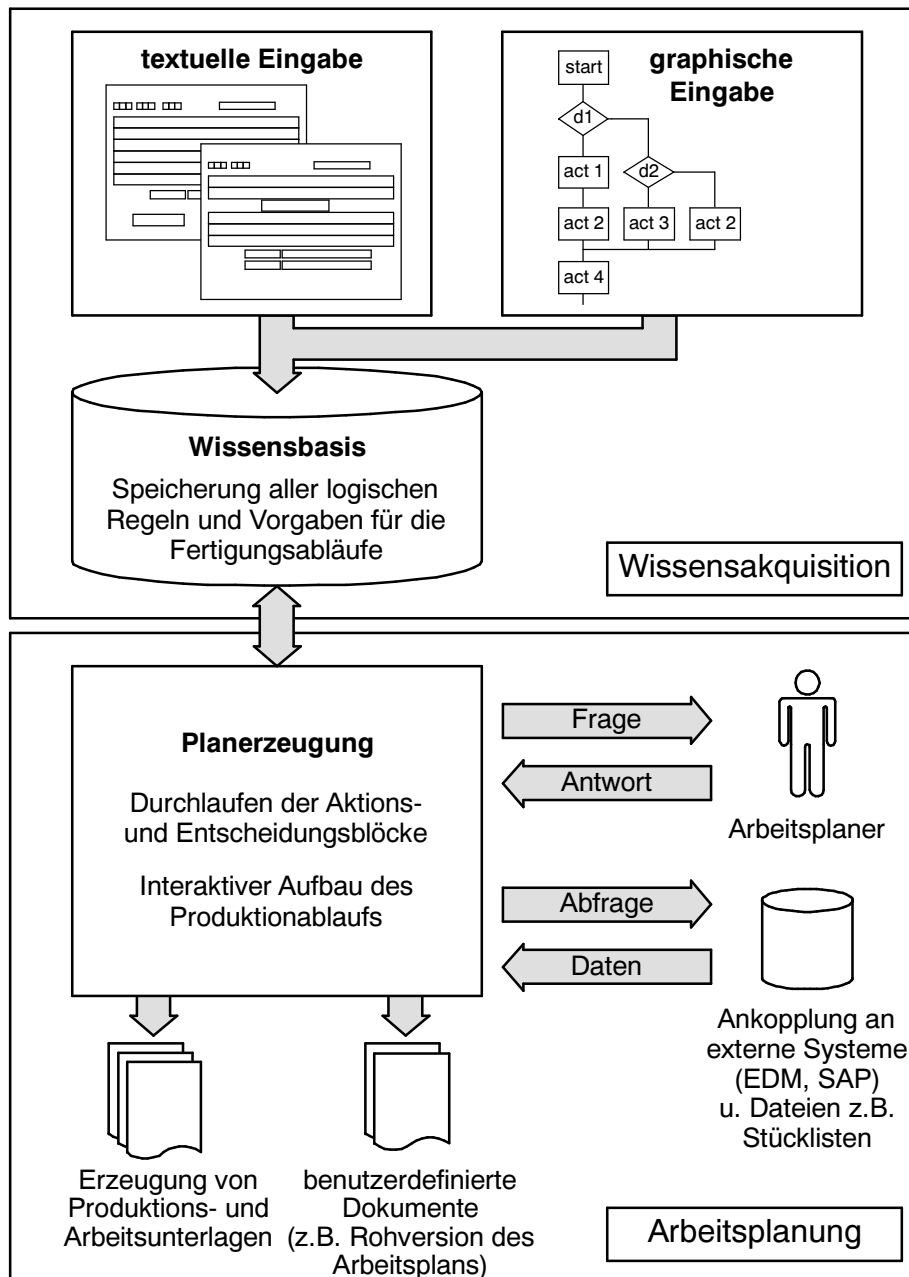 textuelle Eingabe
graphische
Eingabe
start
d1
act 1
d2
act 2
act 3
act 2
act 4
Wissensbasis
Speicherung aller logischen
Regeln und Vorgaben für die
Fertigungsabläufe
Wissensakquisition
Planerzeugung
Durchlaufen der Aktions-
und Entscheidungsblöcke
Interaktiver Aufbau des
Produktionablaufs
Frage
Antwort
Arbeitsplaner
Abfrage
Daten
Ankopplung an
externe Systeme
(EDM, SAP)
u. Dateien z.B.
Stücklisten
Erzeugung von
Produktions- und
Arbeitsunterlagen
benutzerdefinierte
Dokumente
(z.B. Rohversion des
Arbeitsplans)
Arbeitsplanung